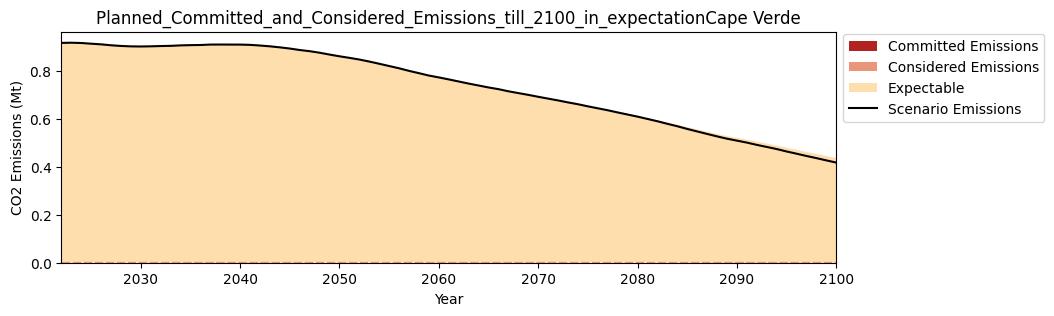 Planned_Committed_and_Considered_Emissions_till_2100_in_expectationCape Verde
Committed Emissions
Considered Emissions
Expectable
Scenario Emissions
CO2 Emissions (Mt)
0.8
0.6
0.4
0.2
0.0
2030 2040 2050 2060 2070 2080 2090 2100
Year